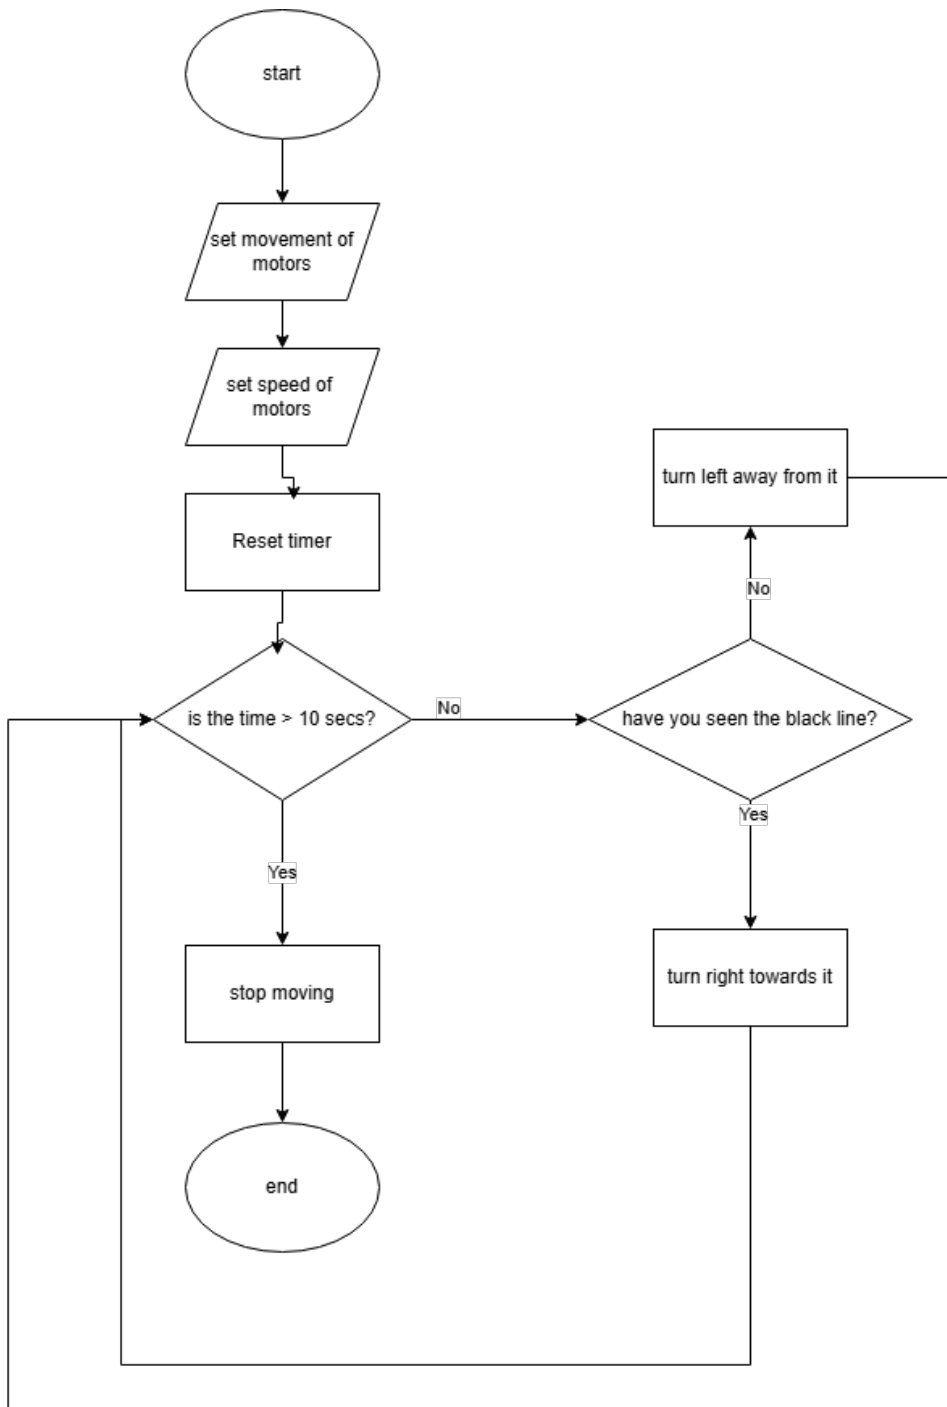 start
set movement of
motors
set speed of
motors
Reset timer
is the time > 10 secs?
No
have you seen the black line?
No
turn left away from it
Yes
turn right towards it
Yes
stop moving
end